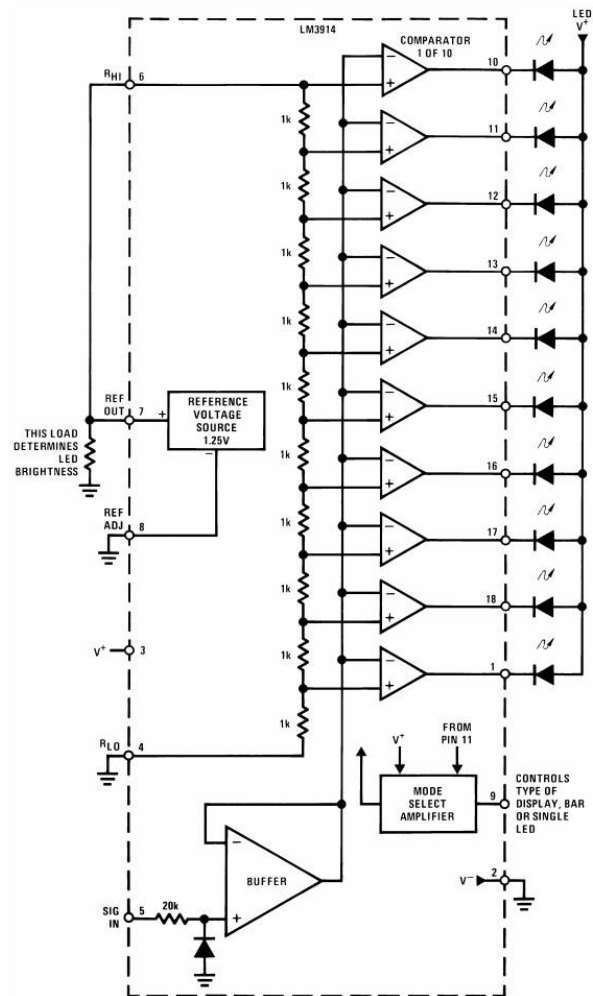 LM3914
LED
V+
COMPARATOR
1 OF 10
RHI
6
10
1k
11
1k
12
1k
13
1k
14
1k
REF
OUT
7
+
REFERENCE
VOLTAGE
SOURCE
1.25V
−
15
1k
THIS LOAD
DETERMINES
LED
BRIGHTNESS
16
1k
REF
ADJ
8
17
1k
18
1k
V+
3
1
1k
RLO
4
V+
FROM
PIN 11
MODE
SELECT
AMPLIFIER
9
CONTROLS
TYPE OF
DISPLAY, BAR
OR SINGLE
LED
−
BUFFER
+
V−
2
SIG
IN
5
20k